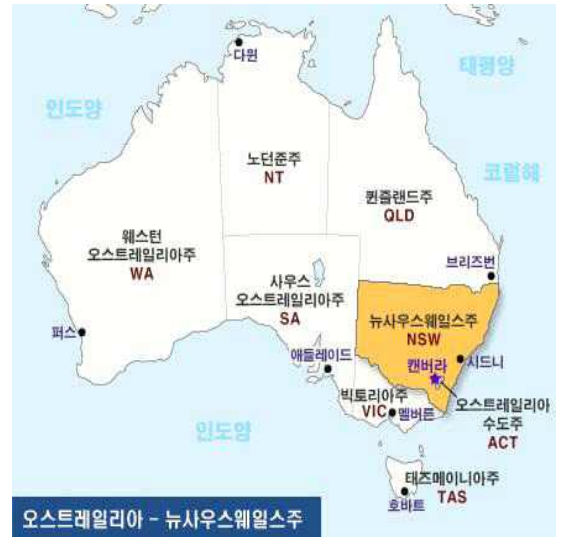 다윈
태평양
인도양
노던준주
NT
코럴해
퀸즐랜드주
QLD
웨스턴
오스트레일리아주
WA
브리즈번
사우스
오스트레일리아주
SA
뉴사우스웨일스주
NSW
퍼스
애들레이드
캔버라
시드니
빅토리아주
VIC
멜버른
오스트레일리아
수도주
ACT
인도양
태즈메이니아주
TAS
호바트
오스트레일리아 - 뉴사우스웨일스주